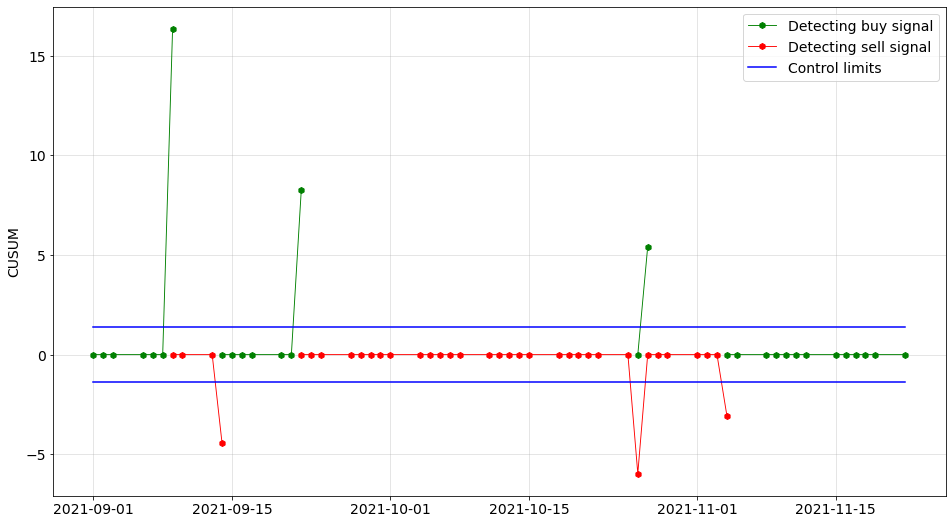 Detecting buy signal
Detecting sell signal
Control limits
CUSUM
15
10
5
0
−5
2021-09-01 2021-09-15 2021-10-01 2021-10-15 2021-11-01 2021-11-15